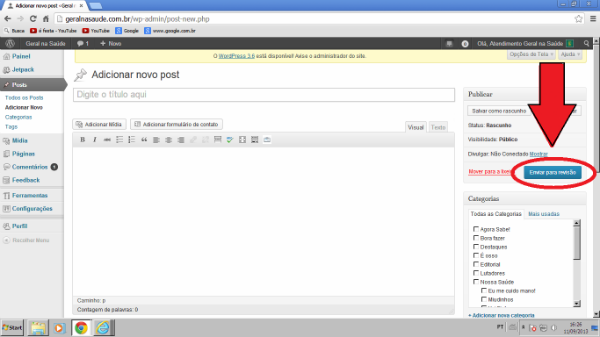 Adicionar novo post ‹Geral na
geralnasaude.com.br/wp-admin/post-new.php
Busca é festa - YouTube YouTube Google www.google.com.br
Geral na Saúde 1 + Novo Olá, Atendimento Geral na Saúde
Painel
Jetpack
Posts
Todos os Posts
Adicionar Novo
Categorias
Tags
Mídia
Páginas
Comentários
Feedback
Ferramentas
Configurações
Perfil
Recolher Menu
O WordPress 3.6 está disponível! Avise o administrador do site.
Opções de Tela Ajuda
Adicionar novo post
Digite o título aqui
Adicionar Mídia Adicionar formulário de contato
Visual Texto
B I ABC
Caminho: p
Contagem de palavras: 0
Publicar
Salvar como rascunho
Status: Rascunho
Visibilidade: Público
Divulgar: Não Conectado Mostrar
Mover para a lixeira Enviar para revisão
Categorias
Todas as Categorias Mais usadas
Agora Sabe!
Bora fazer
Destaques
É osso
Editorial
Lutadores
Nossa Saúde
Eu me cuido mano!
Miudinhos
+ Adicionar nova categoria
Start
PT
16:26
11/09/2013